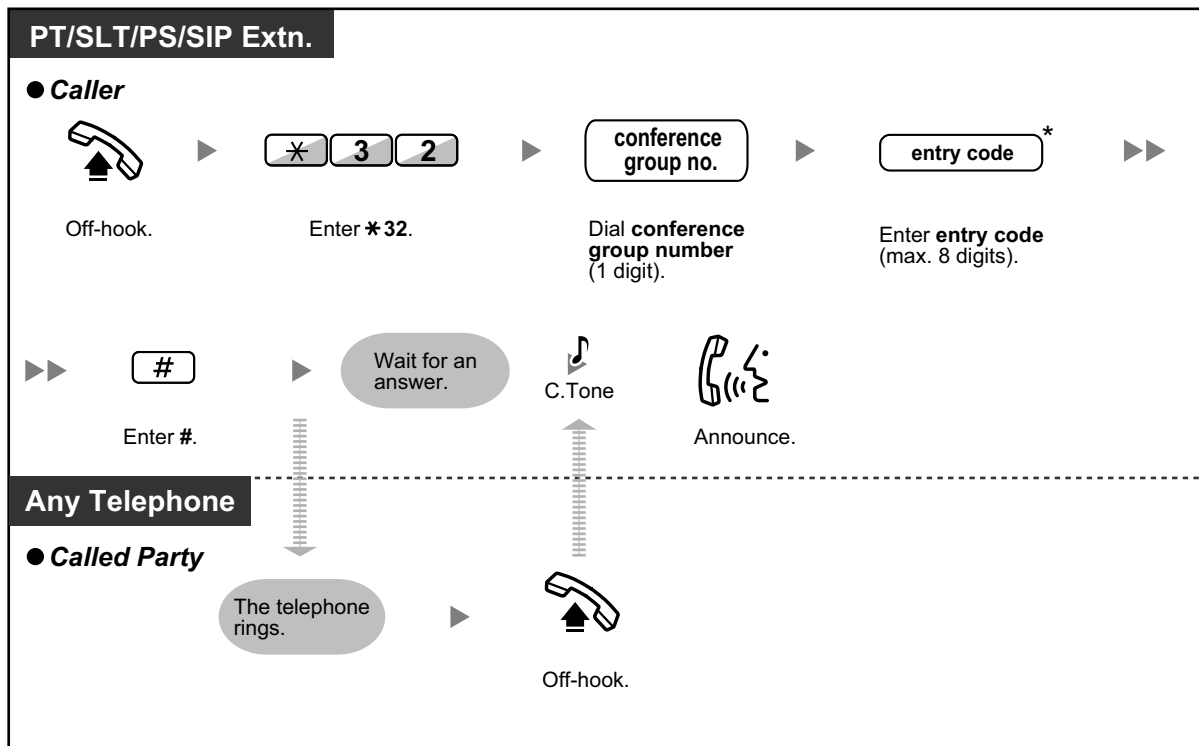 PT/SLT/PS/SIP Extn.
● Caller
✳ 3 2
conference
group no.
entry code*
Off-hook.
Enter ✳32.
Dial conference
group number
(1 digit).
Enter entry code
(max. 8 digits).
#
Wait for an
answer.
C.Tone
Enter #.
Announce.
Any Telephone
● Called Party
The telephone
rings.
Off-hook.